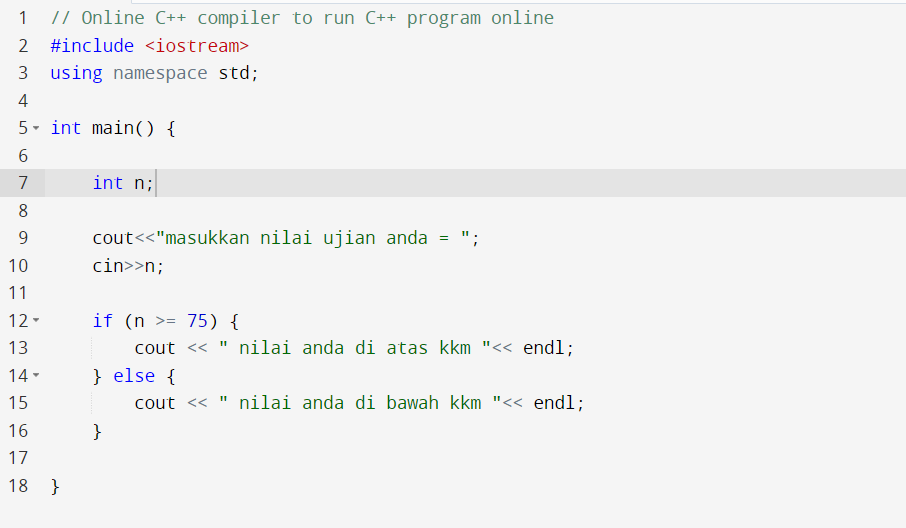 1 // Online C++ compiler to run C++ program online
2 #include <iostream>
3 using namespace std;
4
5 int main() {
6
7     int n;
8
9     cout<<"masukkan nilai ujian anda = ";
10     cin>>n;
11
12     if (n >= 75) {
13         cout << " nilai anda di atas kkm "<< endl;
14     } else {
15         cout << " nilai anda di bawah kkm "<< endl;
16     }
17
18 }